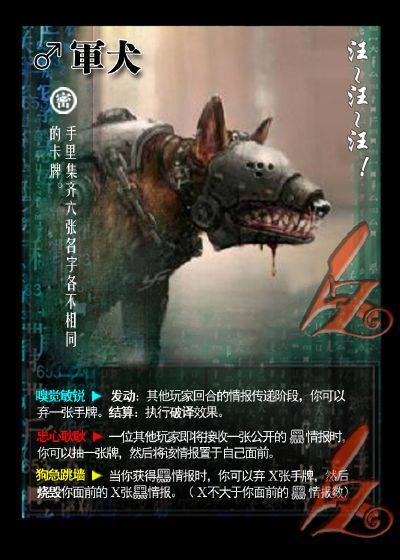 ♂軍犬
汪~汪~汪！
密
手里集齐六张名字各不相同
的卡牌。
嗅觉敏锐 ▶ 发动：其他玩家回合的情报传递阶段，你可以
弃一张手牌。结算：执行破译效果。
忠心耿耿 ▶ 一位其他玩家即将接收一张公开的 情报时，
你可以抽一张牌，然后将该情报置于自己面前。
狗急跳墙 ▶ 当你获得 情报时，你可以弃 X张手牌，然后
烧毁你面前的 X张 情报。（ X不大于你面前的 情报数）